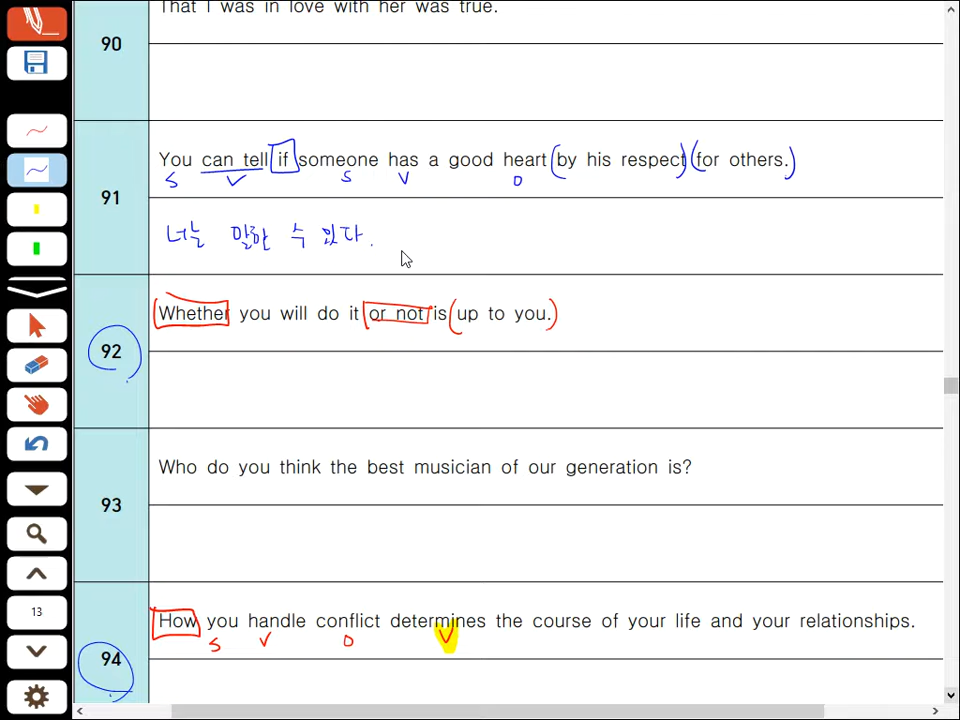 That I was in love with her was true.
90
You can tell if someone has a good heart (by his respect) (for others.)
S V S V O
91
너는 말할 수 있다.
Whether you will do it or not is (up to you.)
92
Who do you think the best musician of our generation is?
93
How you handle conflict determines the course of your life and your relationships.
S V O V
94
13